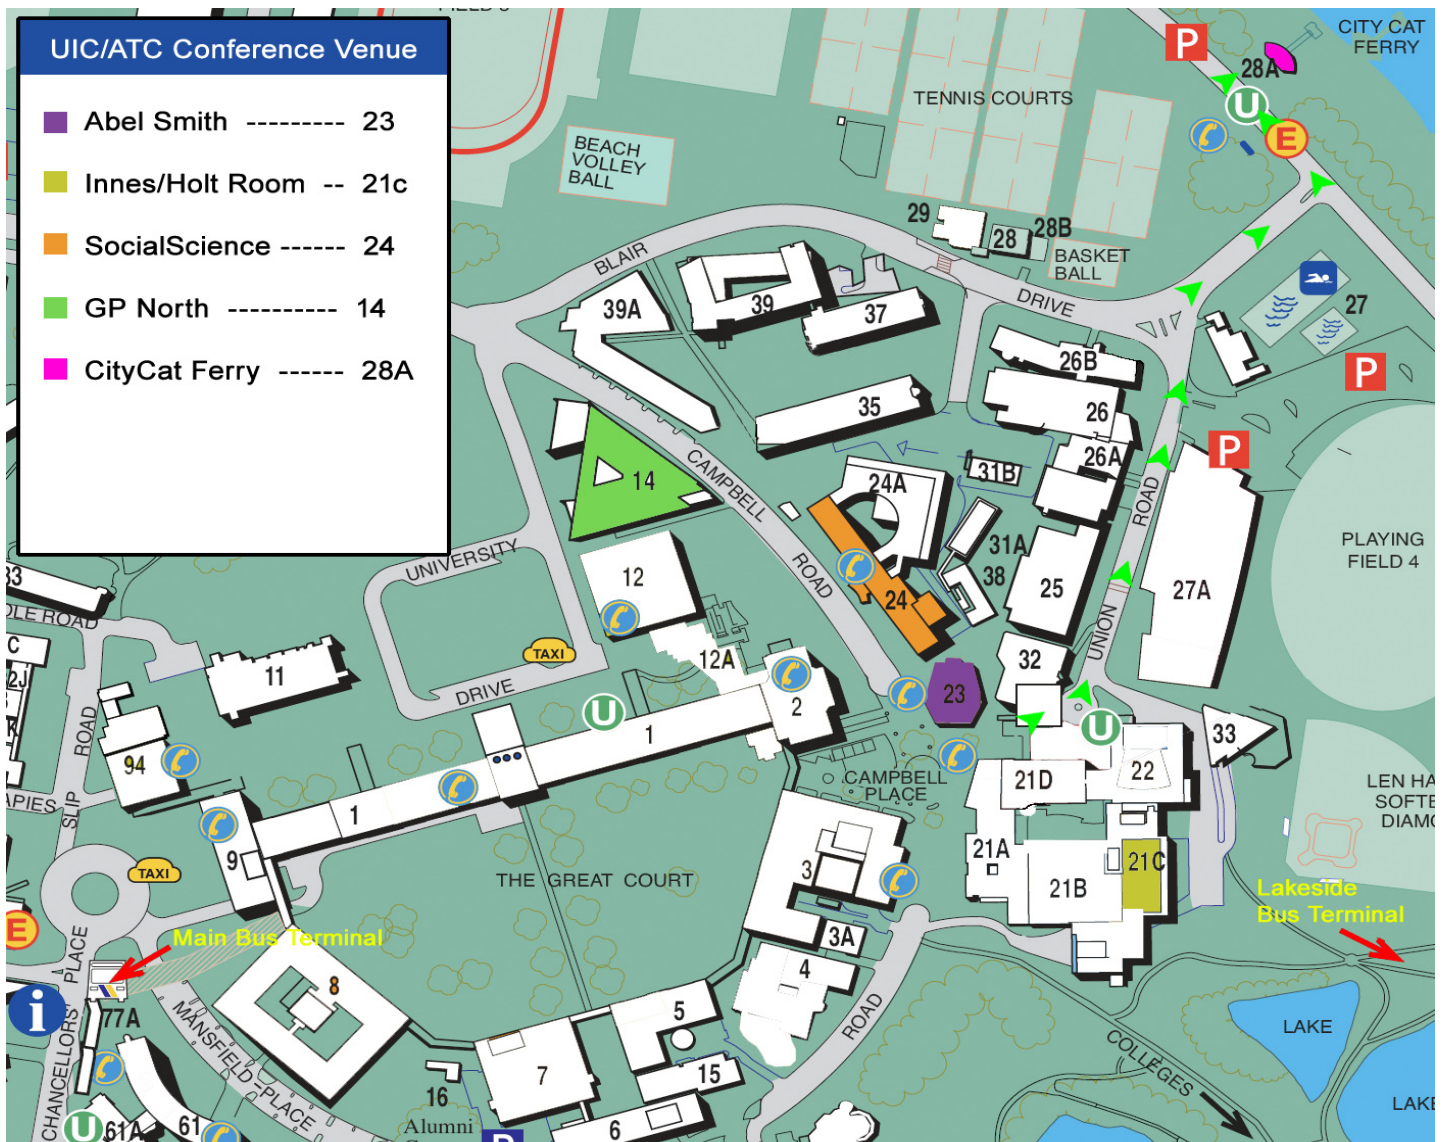 UIC/ATC Conference Venue
Abel Smith --------- 23
Innes/Holt Room -- 21c
SocialScience ------ 24
GP North ---------- 14
CityCat Ferry ------ 28A
CITY CAT
FERRY
P
28A
U
E
TENNIS COURTS
BEACH
VOLLEY
BALL
29
28
28B
BASKET
BALL
BLAIR
DRIVE
39A
39
37
27
P
26B
26
26A
35
P
14
CAMPBELL
ROAD
24A
31B
31A
38
25
ROAD
UNION
27A
PLAYING
FIELD 4
UNIVERSITY
DRIVE
12
24
TAXI
12A
32
23
11
U
1
2
U
33
ROAD
SLIP
94
1
CAMPBELL
PLACE
21D
22
9
TAXI
THE GREAT COURT
3
21A
21B
21C
3A
4
Lakeside
Bus Terminal
E
Main Bus Terminal
CHANCELLORS PLACE
i
77A
8
MANSFIELD PLACE
5
ROAD
7
15
16
Alumni
6
61A
61
U
COLLEGES
LAKE